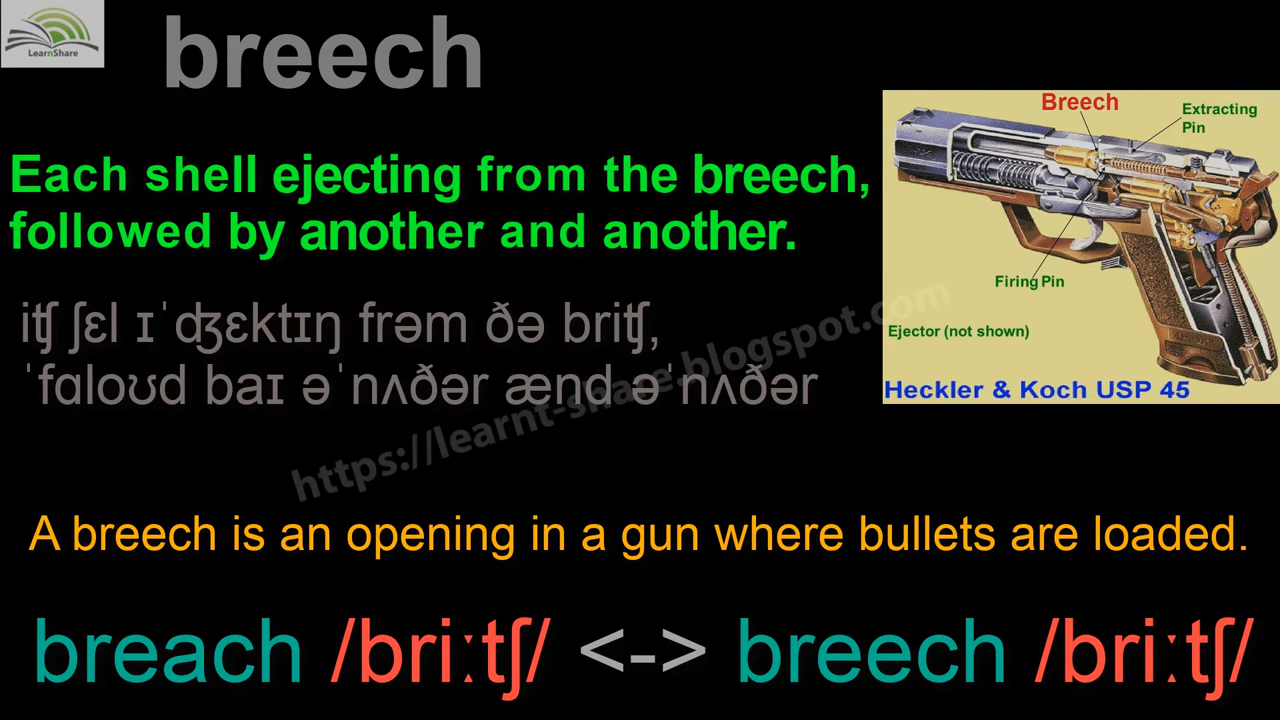 LearnShare
breech
Each shell ejecting from the breech,
followed by another and another.
iʧ ʃɛl ɪˈʤɛktɪŋ frəm ðə briʧ,
ˈfɑloʊd baɪ əˈnʌðər ænd əˈnʌðər
Breech
Extracting
Pin
Firing Pin
Ejector (not shown)
Heckler & Koch USP 45
https://learnt-share.blogspot.com
A breech is an opening in a gun where bullets are loaded.
breach /briːtʃ/ <-> breech /briːtʃ/